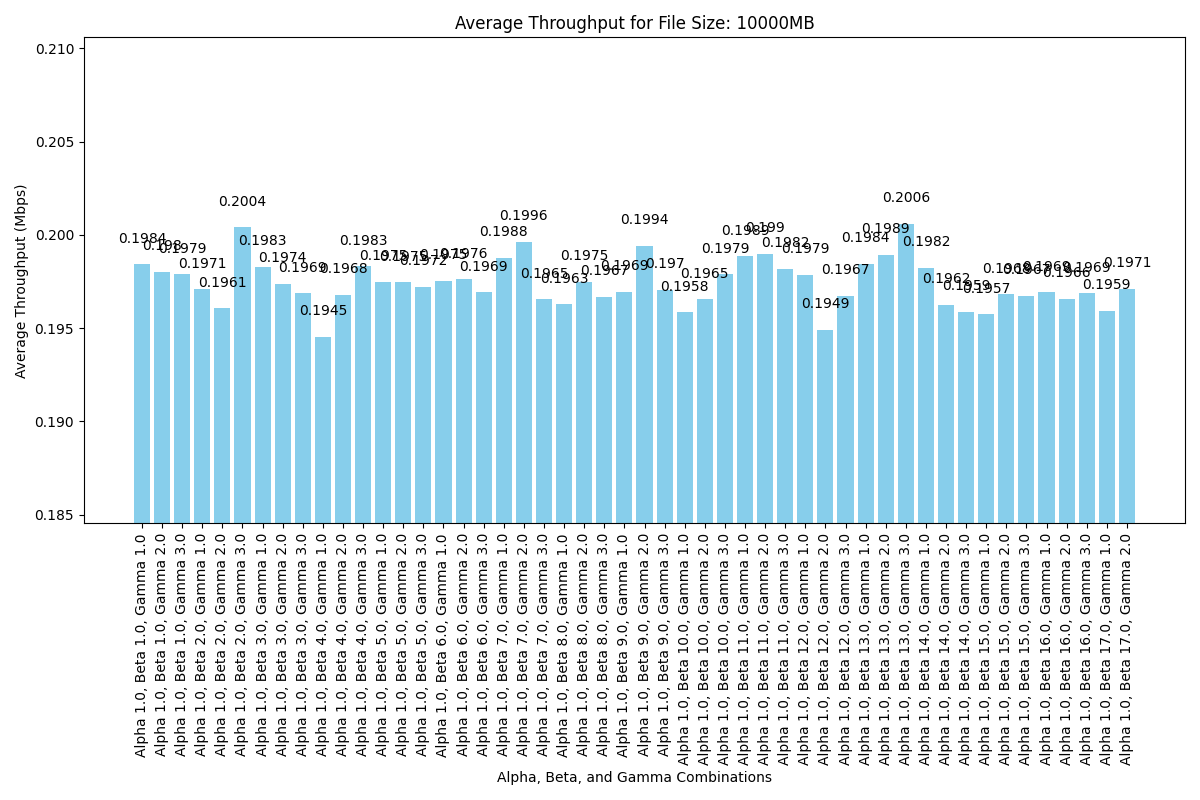 Average Throughput for File Size: 10000MB
Average Throughput (Mbps)
0.210
0.205
0.200
0.195
0.190
0.185
0.1984
0.198
0.1979
0.1971
0.1961
0.2004
0.1983
0.1974
0.1969
0.1945
0.1968
0.1983
0.1975
0.1975
0.1972
0.1975
0.1976
0.1969
0.1988
0.1996
0.1965
0.1963
0.1975
0.1967
0.1969
0.1994
0.197
0.1958
0.1965
0.1979
0.1989
0.199
0.1982
0.1979
0.1949
0.1967
0.1984
0.1989
0.2006
0.1982
0.1962
0.1959
0.1957
0.1968
0.1967
0.1969
0.1966
0.1969
0.1959
0.1971
Alpha 1.0, Beta 1.0, Gamma 1.0
Alpha 1.0, Beta 1.0, Gamma 2.0
Alpha 1.0, Beta 1.0, Gamma 3.0
Alpha 1.0, Beta 2.0, Gamma 1.0
Alpha 1.0, Beta 2.0, Gamma 2.0
Alpha 1.0, Beta 2.0, Gamma 3.0
Alpha 1.0, Beta 3.0, Gamma 1.0
Alpha 1.0, Beta 3.0, Gamma 2.0
Alpha 1.0, Beta 3.0, Gamma 3.0
Alpha 1.0, Beta 4.0, Gamma 1.0
Alpha 1.0, Beta 4.0, Gamma 2.0
Alpha 1.0, Beta 4.0, Gamma 3.0
Alpha 1.0, Beta 5.0, Gamma 1.0
Alpha 1.0, Beta 5.0, Gamma 2.0
Alpha 1.0, Beta 5.0, Gamma 3.0
Alpha 1.0, Beta 6.0, Gamma 1.0
Alpha 1.0, Beta 6.0, Gamma 2.0
Alpha 1.0, Beta 6.0, Gamma 3.0
Alpha 1.0, Beta 7.0, Gamma 1.0
Alpha 1.0, Beta 7.0, Gamma 2.0
Alpha 1.0, Beta 7.0, Gamma 3.0
Alpha 1.0, Beta 8.0, Gamma 1.0
Alpha 1.0, Beta 8.0, Gamma 2.0
Alpha 1.0, Beta 8.0, Gamma 3.0
Alpha 1.0, Beta 9.0, Gamma 1.0
Alpha 1.0, Beta 9.0, Gamma 2.0
Alpha 1.0, Beta 9.0, Gamma 3.0
Alpha 1.0, Beta 10.0, Gamma 1.0
Alpha 1.0, Beta 10.0, Gamma 2.0
Alpha 1.0, Beta 10.0, Gamma 3.0
Alpha 1.0, Beta 11.0, Gamma 1.0
Alpha 1.0, Beta 11.0, Gamma 2.0
Alpha 1.0, Beta 11.0, Gamma 3.0
Alpha 1.0, Beta 12.0, Gamma 1.0
Alpha 1.0, Beta 12.0, Gamma 2.0
Alpha 1.0, Beta 12.0, Gamma 3.0
Alpha 1.0, Beta 13.0, Gamma 1.0
Alpha 1.0, Beta 13.0, Gamma 2.0
Alpha 1.0, Beta 13.0, Gamma 3.0
Alpha 1.0, Beta 14.0, Gamma 1.0
Alpha 1.0, Beta 14.0, Gamma 2.0
Alpha 1.0, Beta 14.0, Gamma 3.0
Alpha 1.0, Beta 15.0, Gamma 1.0
Alpha 1.0, Beta 15.0, Gamma 2.0
Alpha 1.0, Beta 15.0, Gamma 3.0
Alpha 1.0, Beta 16.0, Gamma 1.0
Alpha 1.0, Beta 16.0, Gamma 2.0
Alpha 1.0, Beta 16.0, Gamma 3.0
Alpha 1.0, Beta 17.0, Gamma 1.0
Alpha 1.0, Beta 17.0, Gamma 2.0
Alpha, Beta, and Gamma Combinations